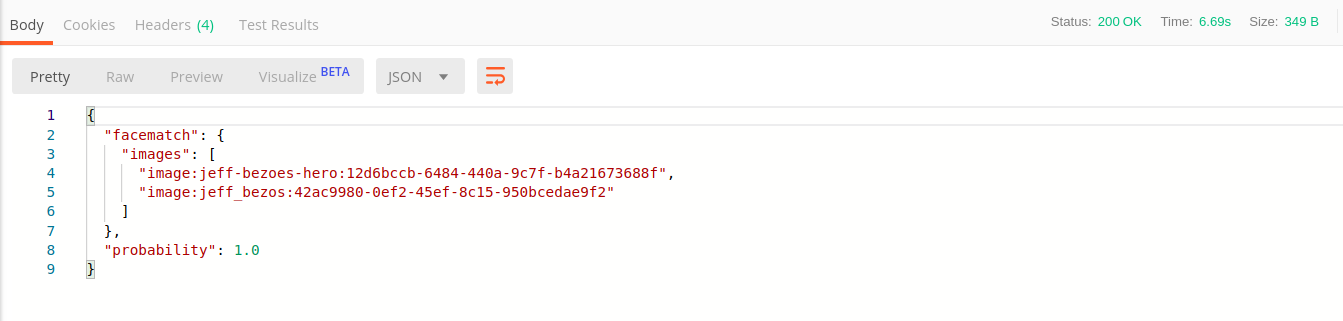 Body Cookies Headers (4) Test Results Status: 200 OK Time: 6.69s Size: 349 B
Pretty Raw Preview Visualize BETA JSON
1 {
2 "facematch": {
3 "images": [
4 "image:jeff-bezoes-hero:12d6bccb-6484-440a-9c7f-b4a21673688f",
5 "image:jeff_bezos:42ac9980-0ef2-45ef-8c15-950bcedae9f2"
6 ]
7 },
8 "probability": 1.0
9 }